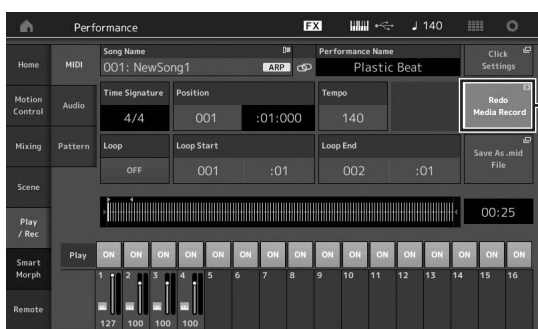 Performance
EX
140
Home
Motion
Control
Mixing
Scene
Play
/ Rec
Smart
Morph
Remote
MIDI
Audio
Pattern
Song Name
001: NewSong1
ARP
Performance Name
Plastic Beat
Click
Settings
Time Signature
4/4
Position
001
:01:000
Tempo
140
Redo
Media Record
Loop
OFF
Loop Start
001
:01
Loop End
002
:01
Save As .mid
File
00:25
Play
ON ON ON ON ON ON ON ON ON ON ON ON ON ON ON ON
1 2 3 4 5 6 7 8 9 10 11 12 13 14 15 16
127 100 100 100